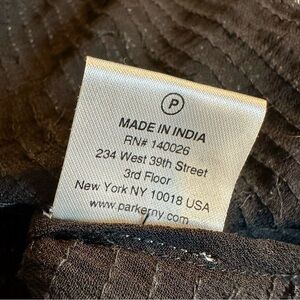 P
MADE IN INDIA
RN# 140026
234 West 39th Street
3rd Floor
New York NY 10018 USA
www.parkerny.com